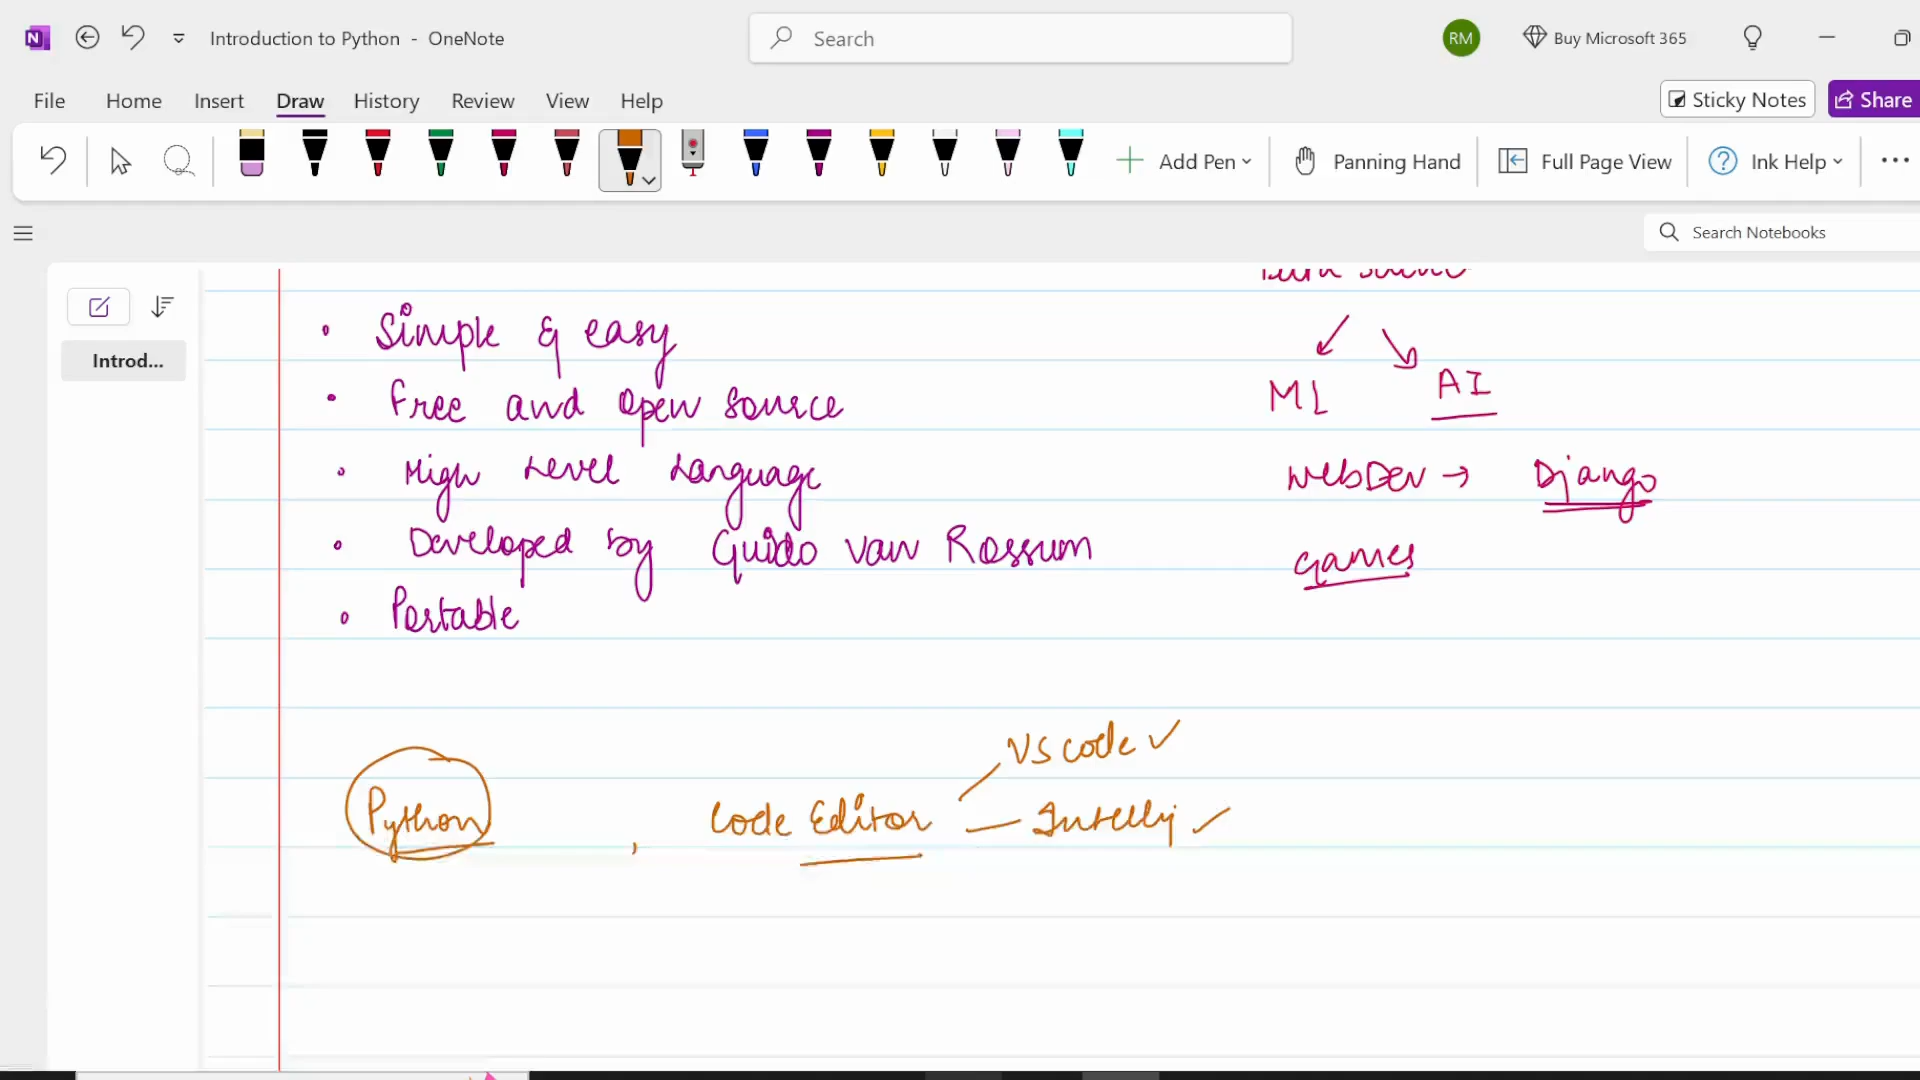 Introduction to Python - OneNote
Search
RM
Buy Microsoft 365
File Home Insert Draw History Review View Help
Sticky Notes
Share
Add Pen
Panning Hand
Full Page View
Ink Help
Search Notebooks
Introd...
• Simple & easy
• Free and open source
• High Level Language
• Developed by Guido van Rossum
• Portable
ML
AI
WebDev → Django
games
Python , Code Editor
VS code ✓
Intellij ✓